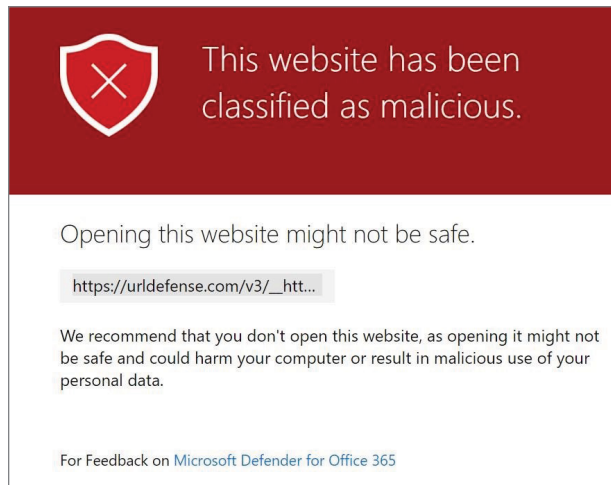 This website has been
classified as malicious.
Opening this website might not be safe.
https://urldefense.com/v3/__htt...
We recommend that you don't open this website, as opening it might not
be safe and could harm your computer or result in malicious use of your
personal data.
For Feedback on Microsoft Defender for Office 365